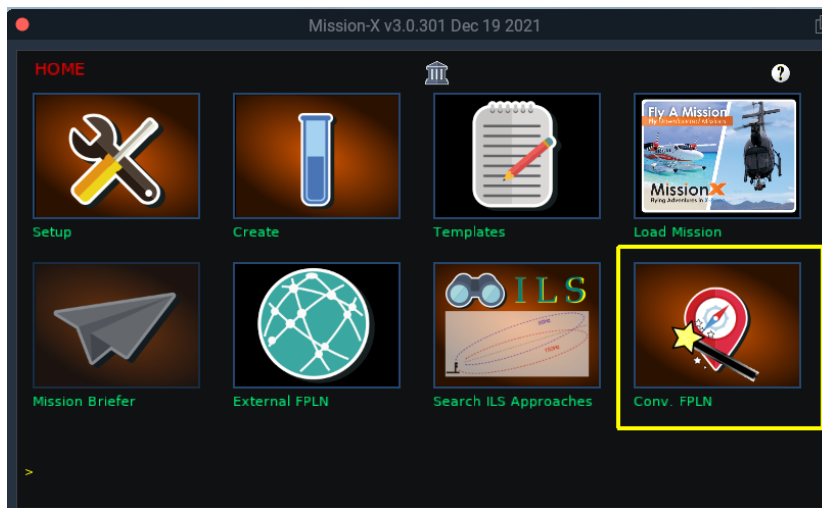 Mission-X v3.0.301 Dec 19 2021
HOME
?
Fly A Mission
MissionX
Setup
Create
Templates
Load Mission
ILS
Mission Briefer
External FPLN
Search ILS Approaches
Conv. FPLN
>